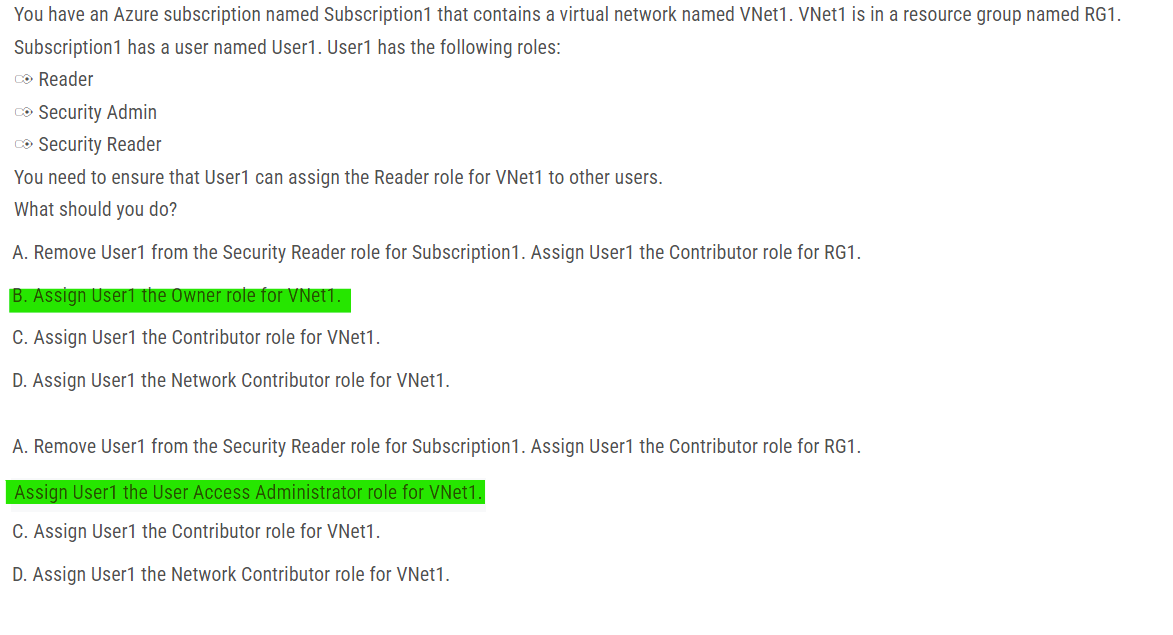 You have an Azure subscription named Subscription1 that contains a virtual network named VNet1. VNet1 is in a resource group named RG1.
Subscription1 has a user named User1. User1 has the following roles:
Reader
Security Admin
Security Reader
You need to ensure that User1 can assign the Reader role for VNet1 to other users.
What should you do?
A. Remove User1 from the Security Reader role for Subscription1. Assign User1 the Contributor role for RG1.
B. Assign User1 the Owner role for VNet1.
C. Assign User1 the Contributor role for VNet1.
D. Assign User1 the Network Contributor role for VNet1.
A. Remove User1 from the Security Reader role for Subscription1. Assign User1 the Contributor role for RG1.
Assign User1 the User Access Administrator role for VNet1.
C. Assign User1 the Contributor role for VNet1.
D. Assign User1 the Network Contributor role for VNet1.